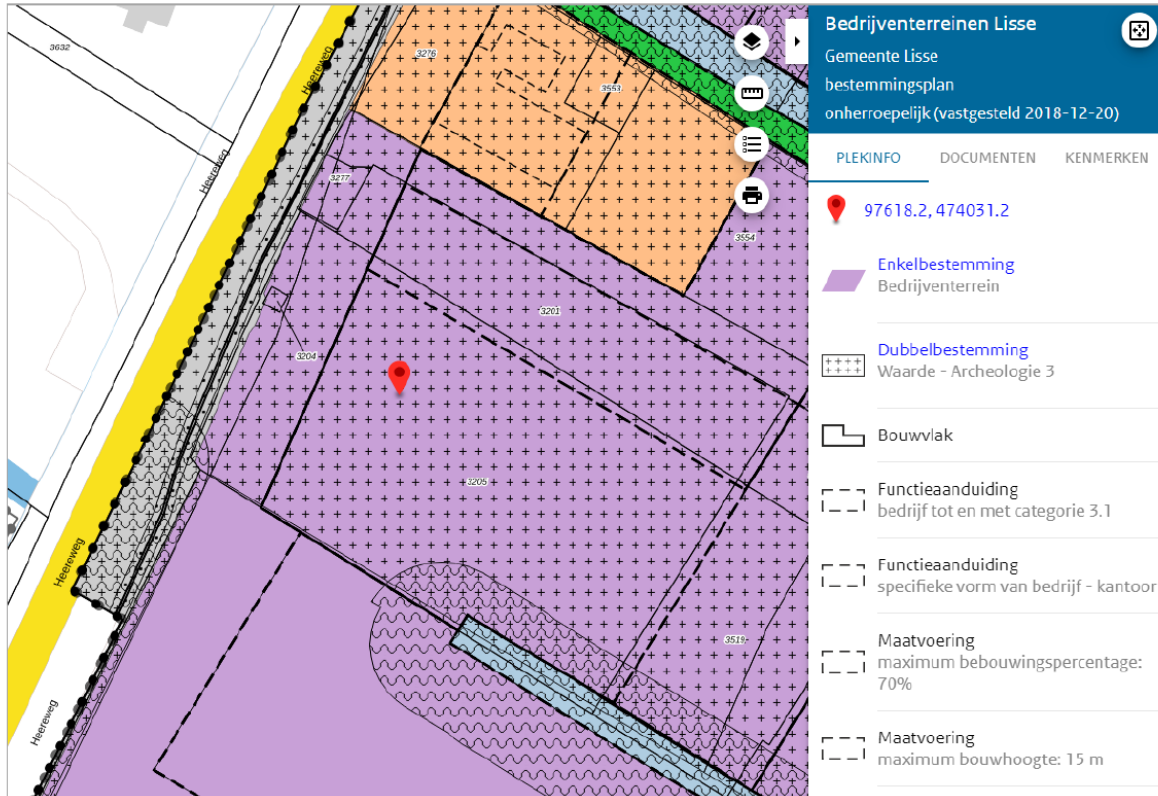 3632
Heereweg
Heereweg
3276
3553
3277
3554
3201
3204
3205
3519
Heereweg
Heereweg
Bedrijventerreinen Lisse
Gemeente Lisse
bestemmingsplan
onherroepelijk (vastgesteld 2018-12-20)
PLEKINFO
DOCUMENTEN
KENMERKEN
97618.2, 474031.2
Enkelbestemming
Bedrijventerrein
Dubbelbestemming
Waarde - Archeologie 3
Bouwvlak
Functieaanduiding
bedrijf tot en met categorie 3.1
Functieaanduiding
specifieke vorm van bedrijf - kantoor
Maatvoering
maximum bebouwingspercentage:
70%
Maatvoering
maximum bouwhoogte: 15 m